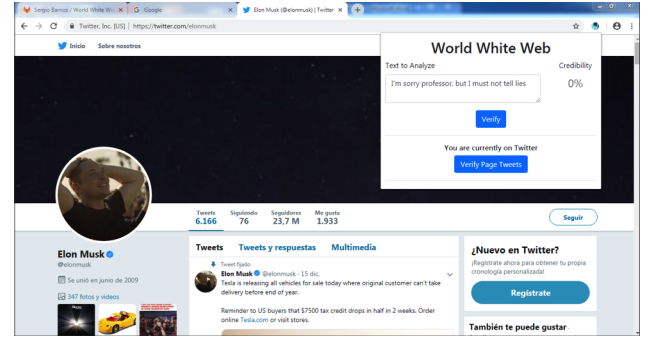 Sergio Barrios / World White We
Google
Elon Musk (@elonmusk) | Twitter
Twitter, Inc. [US] | https://twitter.com/elonmusk
Inicio Sobre nosotros
World White Web
Text to Analyze Credibility
I'm sorry professor, but I must not tell lies 0%
Verify
You are currently on Twitter
Verify Page Tweets
Tweets Siguiendo Seguidores Me gusta
6.166 76 23,7 M 1.933
Seguir
Elon Musk
@elonmusk
Se unió en junio de 2009
347 fotos y videos
Tweets Tweets y respuestas Multimedia
Tweet fijado
Elon Musk @elonmusk · 15 dic.
Tesla is releasing all vehicles for sale today where original customer can't take
delivery before end of year.
Reminder to US buyers that $7500 tax credit drops in half in 2 weeks. Order
online Tesla.com or visit stores.
¿Nuevo en Twitter?
¡Regístrate ahora para obtener tu propia
cronología personalizada!
Regístrate
También te puede gustar